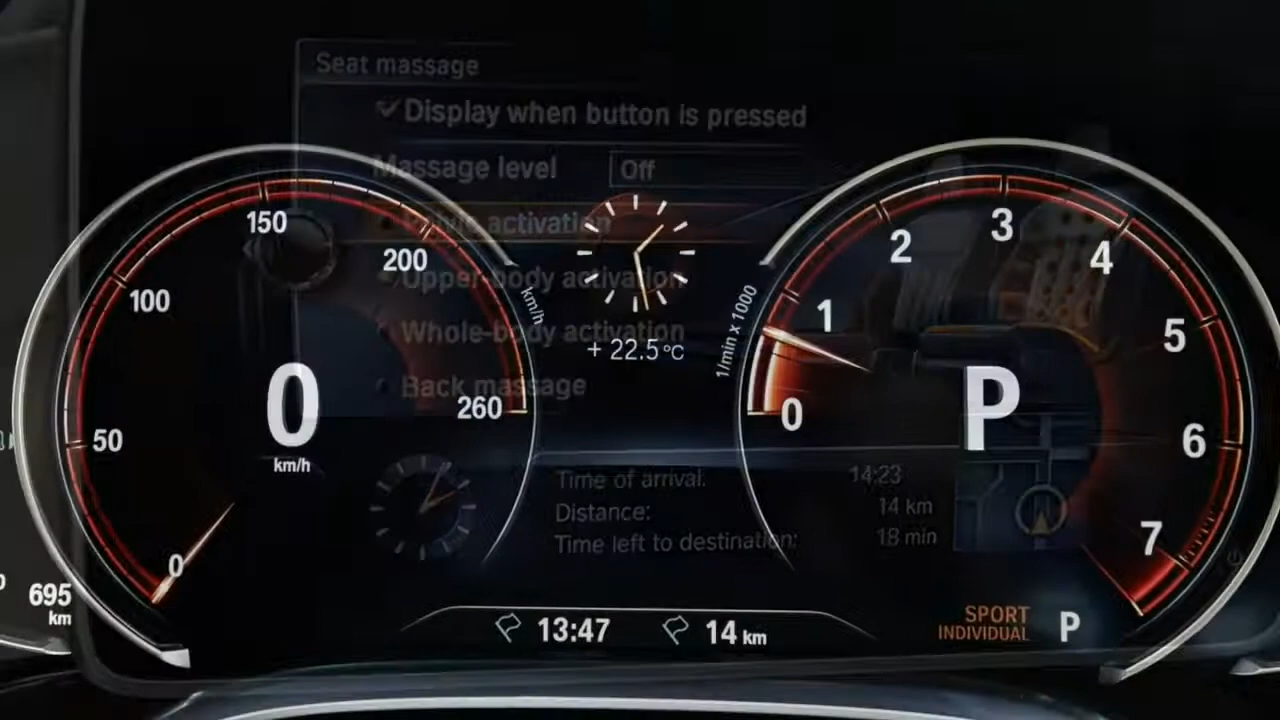 Seat massage
Display when button is pressed
Massage level Off
Pelvic activation
Upper-body activation
Whole-body activation
Back massage
0
50
100
150
200
260
km/h
0
km/h
+ 22.5 °C
1/min x 1000
0
1
2
3
4
5
6
7
P
Time of arrival: 14:23
Distance: 14 km
Time left to destination: 18 min
695
km
13:47
14 km
SPORT
INDIVIDUAL
P